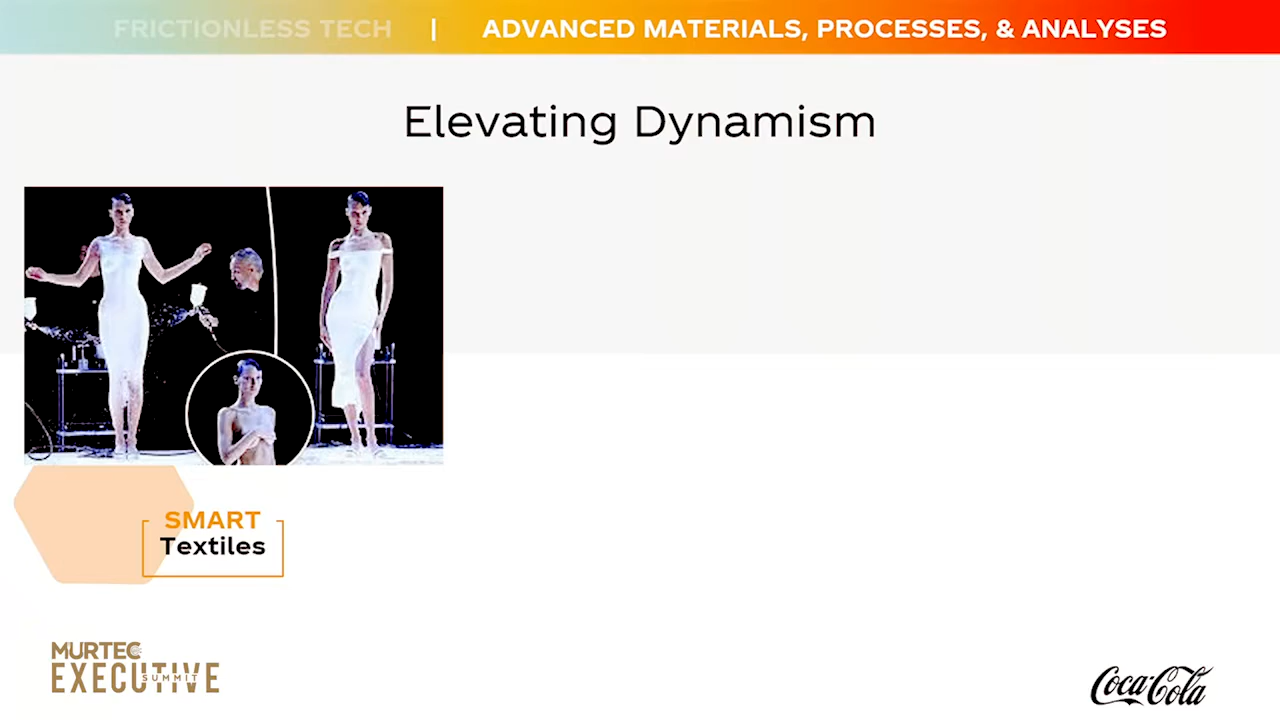 FRICTIONLESS TECH | ADVANCED MATERIALS, PROCESSES, & ANALYSES
Elevating Dynamism
SMART
Textiles
MURTEC
EXECUTIVE
SUMMIT
Coca-Cola